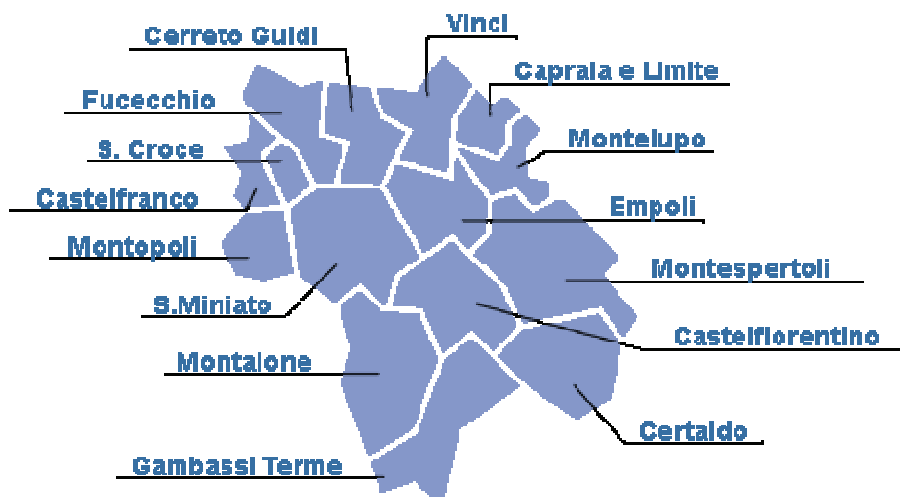 Vinci
Cerreto Guidi
Capraia e Limite
Fucecchio
Montelupo
S. Croce
Castelfranco
Empoli
Montopoli
Montespertoli
S.Miniato
Castelfiorentino
Montaione
Certaldo
Gambassi Terme